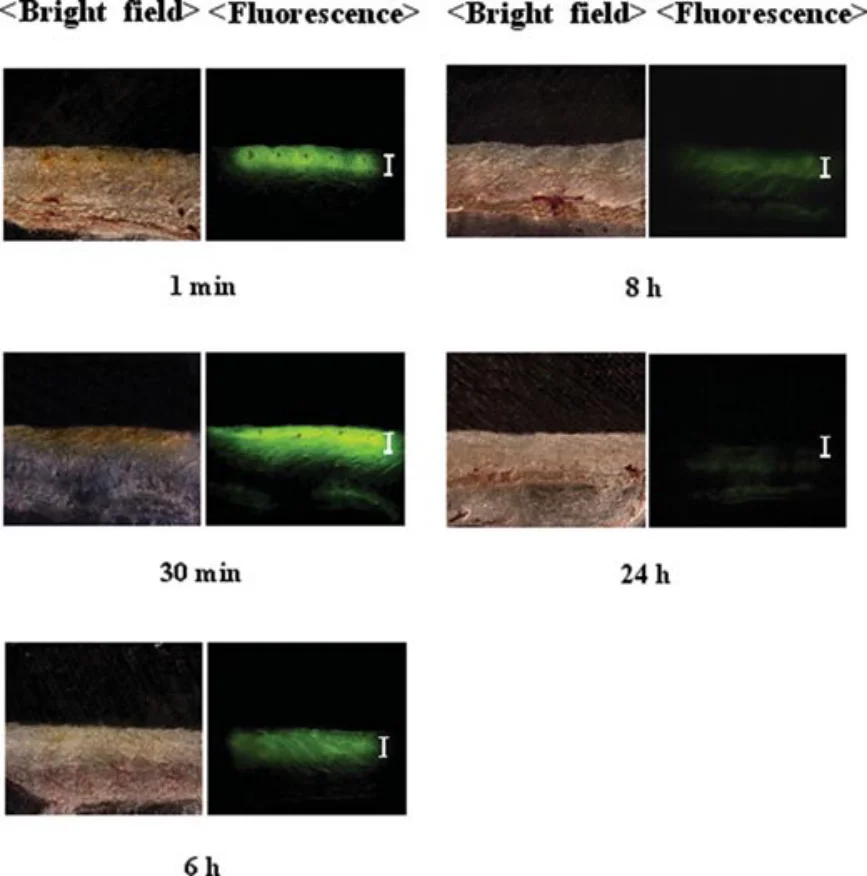 <Bright field> <Fluorescence> <Bright field> <Fluorescence>
1 min 8 h
30 min 24 h
6 h